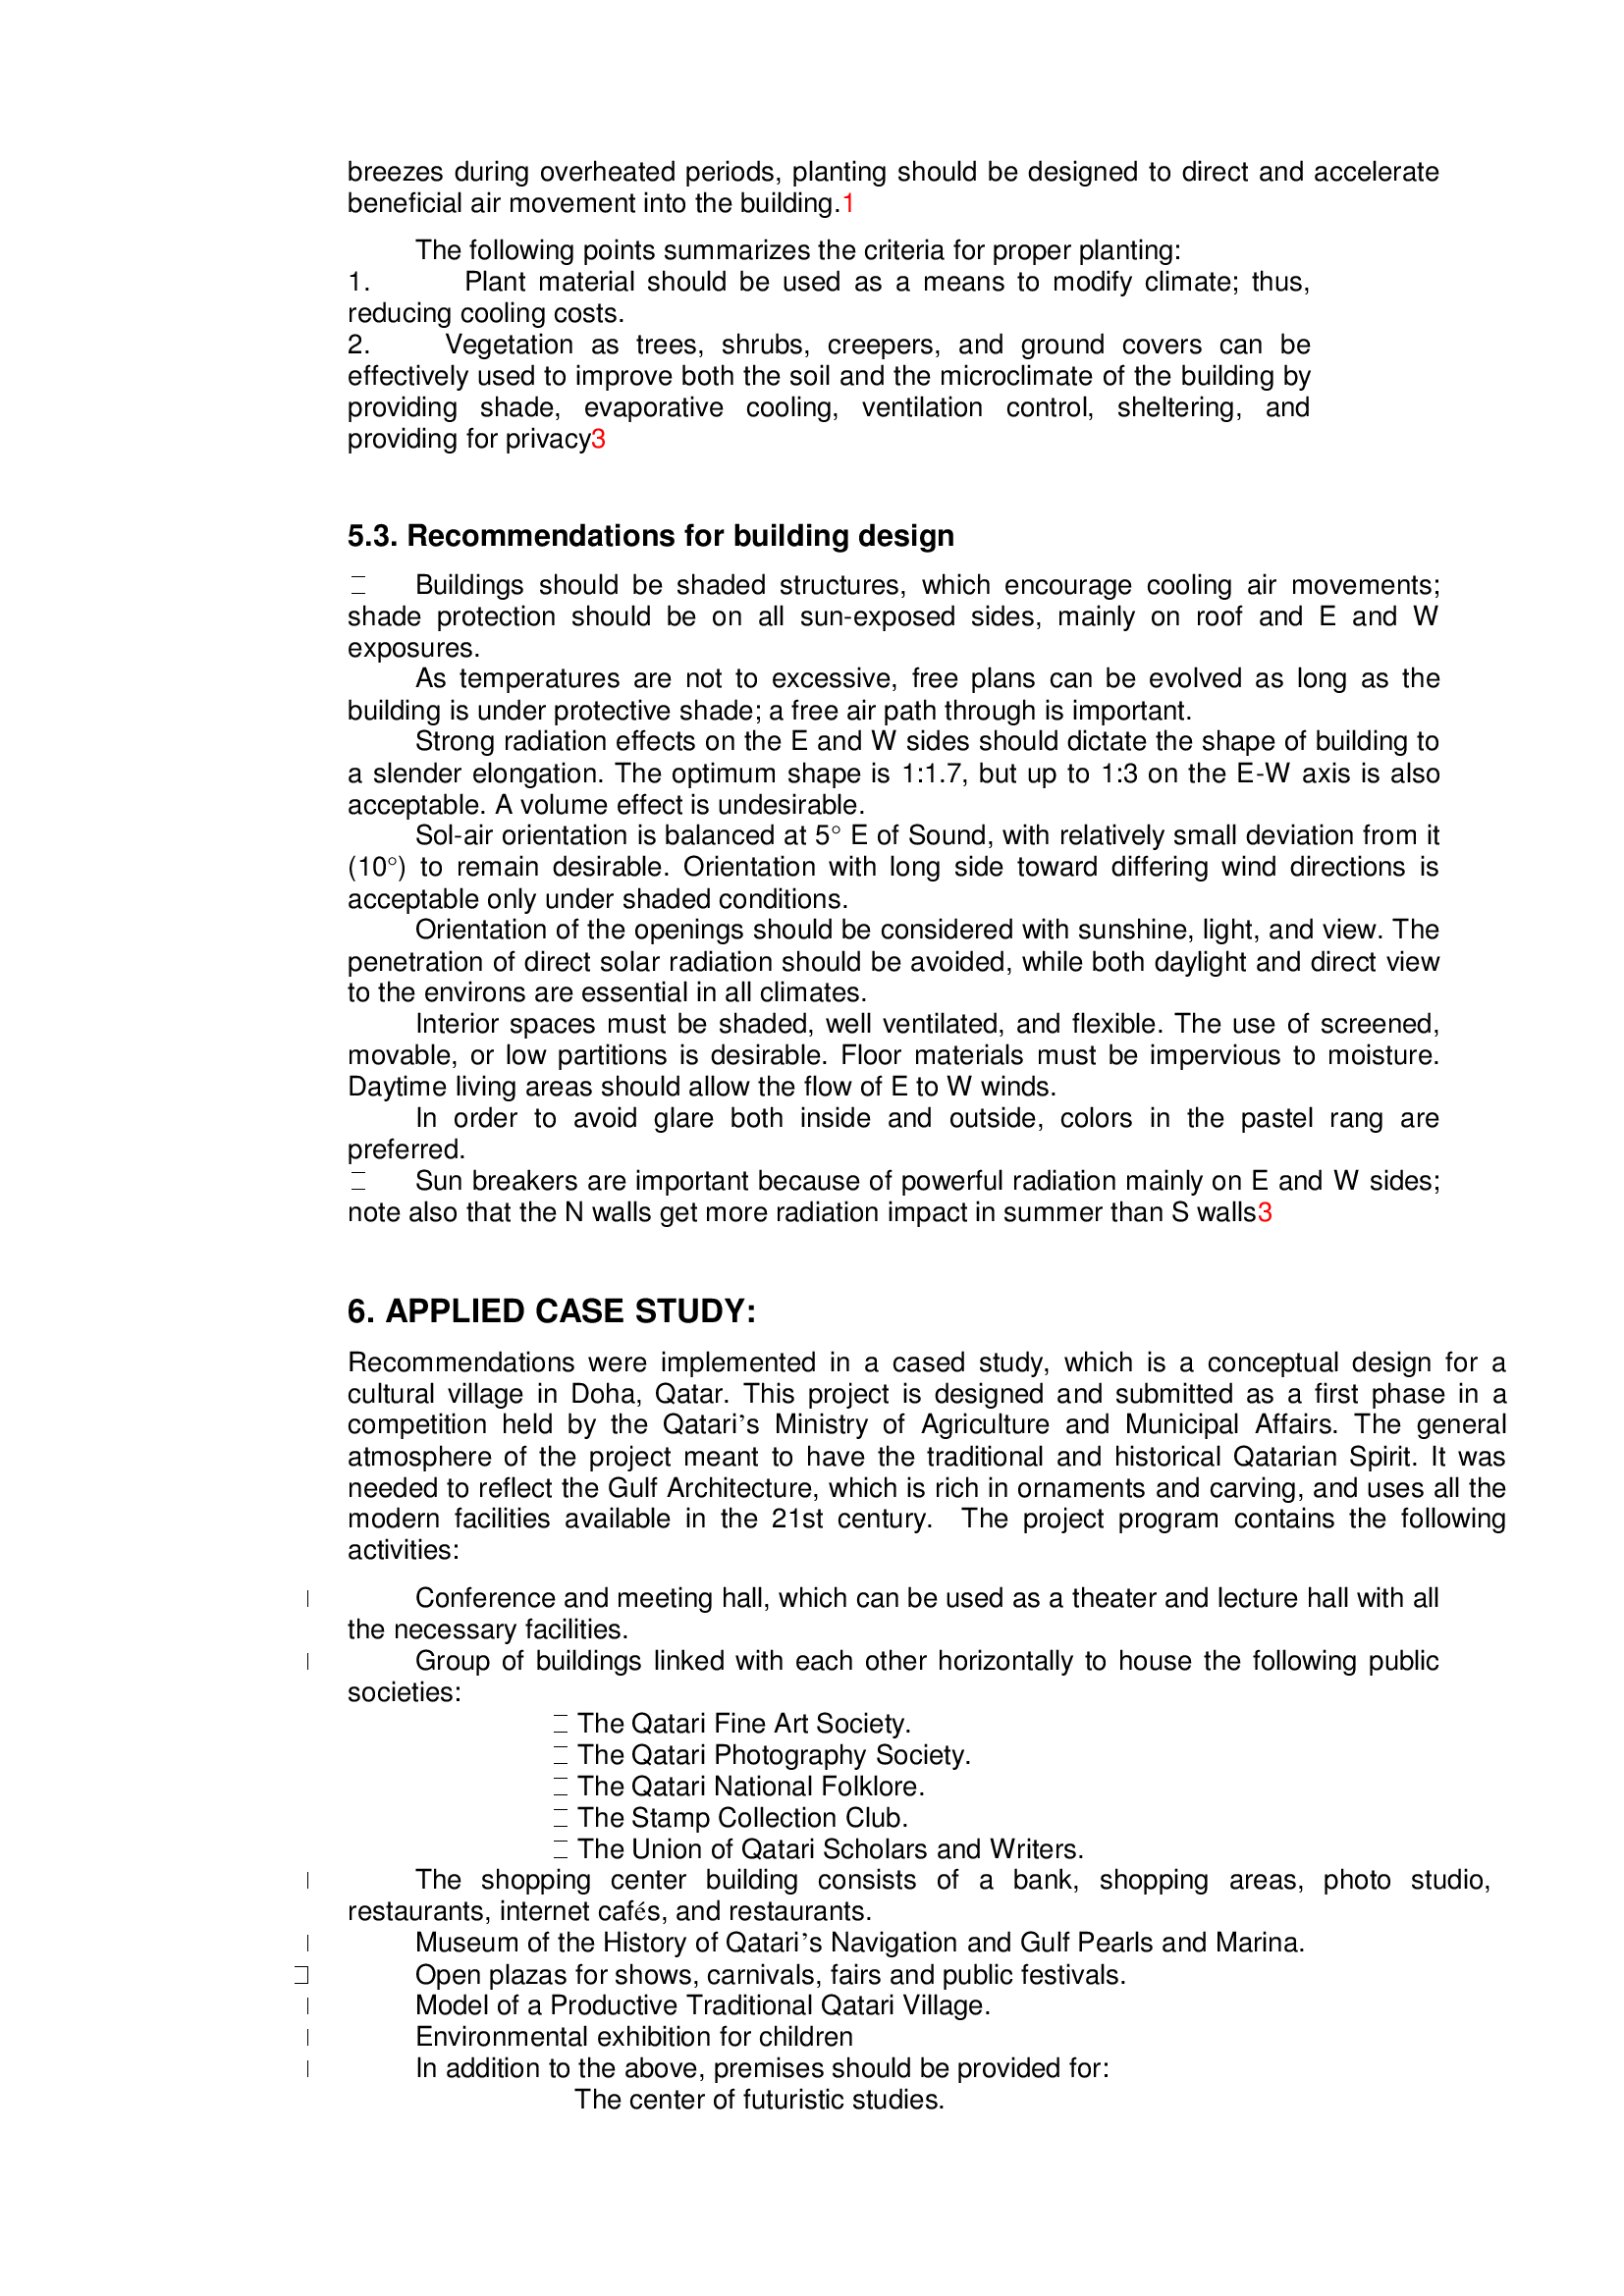 breezes during overheated periods, planting should be designed to direct and accelerate
beneficial air movement into the building.1
The following points summarizes the criteria for proper planting:
1. Plant material should be used as a means to modify climate; thus,
reducing cooling costs.
2. Vegetation as trees, shrubs, creepers, and ground covers can be
effectively used to improve both the soil and the microclimate of the building by
providing shade, evaporative cooling, ventilation control, sheltering, and
providing for privacy3
5.3. Recommendations for building design
Buildings should be shaded structures, which encourage cooling air movements;
shade protection should be on all sun-exposed sides, mainly on roof and E and W
exposures.
As temperatures are not to excessive, free plans can be evolved as long as the
building is under protective shade; a free air path through is important.
Strong radiation effects on the E and W sides should dictate the shape of building to
a slender elongation. The optimum shape is 1:1.7, but up to 1:3 on the E-W axis is also
acceptable. A volume effect is undesirable.
Sol-air orientation is balanced at 5° E of Sound, with relatively small deviation from it
(10°) to remain desirable. Orientation with long side toward differing wind directions is
acceptable only under shaded conditions.
Orientation of the openings should be considered with sunshine, light, and view. The
penetration of direct solar radiation should be avoided, while both daylight and direct view
to the environs are essential in all climates.
Interior spaces must be shaded, well ventilated, and flexible. The use of screened,
movable, or low partitions is desirable. Floor materials must be impervious to moisture.
Daytime living areas should allow the flow of E to W winds.
In order to avoid glare both inside and outside, colors in the pastel rang are
preferred.
Sun breakers are important because of powerful radiation mainly on E and W sides;
note also that the N walls get more radiation impact in summer than S walls3
6. APPLIED CASE STUDY:
Recommendations were implemented in a cased study, which is a conceptual design for a
cultural village in Doha, Qatar. This project is designed and submitted as a first phase in a
competition held by the Qatari’s Ministry of Agriculture and Municipal Affairs. The general
atmosphere of the project meant to have the traditional and historical Qatarian Spirit. It was
needed to reflect the Gulf Architecture, which is rich in ornaments and carving, and uses all the
modern facilities available in the 21st century. The project program contains the following
activities:
Conference and meeting hall, which can be used as a theater and lecture hall with all
the necessary facilities.
Group of buildings linked with each other horizontally to house the following public
societies:
The Qatari Fine Art Society.
The Qatari Photography Society.
The Qatari National Folklore.
The Stamp Collection Club.
The Union of Qatari Scholars and Writers.
The shopping center building consists of a bank, shopping areas, photo studio,
restaurants, internet cafés, and restaurants.
Museum of the History of Qatari’s Navigation and Gulf Pearls and Marina.
Open plazas for shows, carnivals, fairs and public festivals.
Model of a Productive Traditional Qatari Village.
Environmental exhibition for children
In addition to the above, premises should be provided for:
The center of futuristic studies.